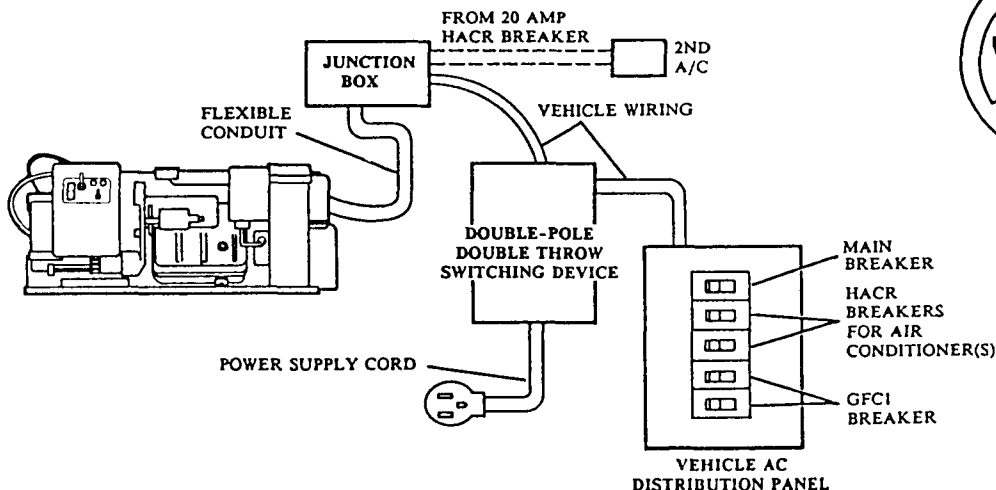 FROM 20 AMP
HACR BREAKER
JUNCTION
BOX
2ND
A/C
FLEXIBLE
CONDUIT
VEHICLE WIRING
DOUBLE-POLE
DOUBLE THROW
SWITCHING DEVICE
MAIN
BREAKER
HACR
BREAKERS
FOR AIR
CONDITIONER(S)
POWER SUPPLY CORD
GFCI
BREAKER
VEHICLE AC
DISTRIBUTION PANEL